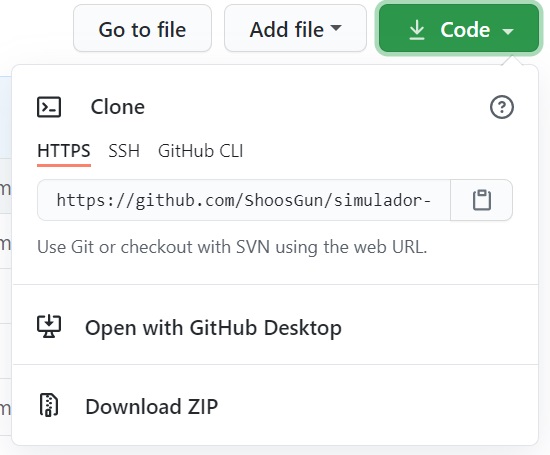 Go to file
Add file
Code
Clone
HTTPS SSH GitHub CLI
https://github.com/ShoosGun/simulador-
Use Git or checkout with SVN using the web URL.
Open with GitHub Desktop
Download ZIP